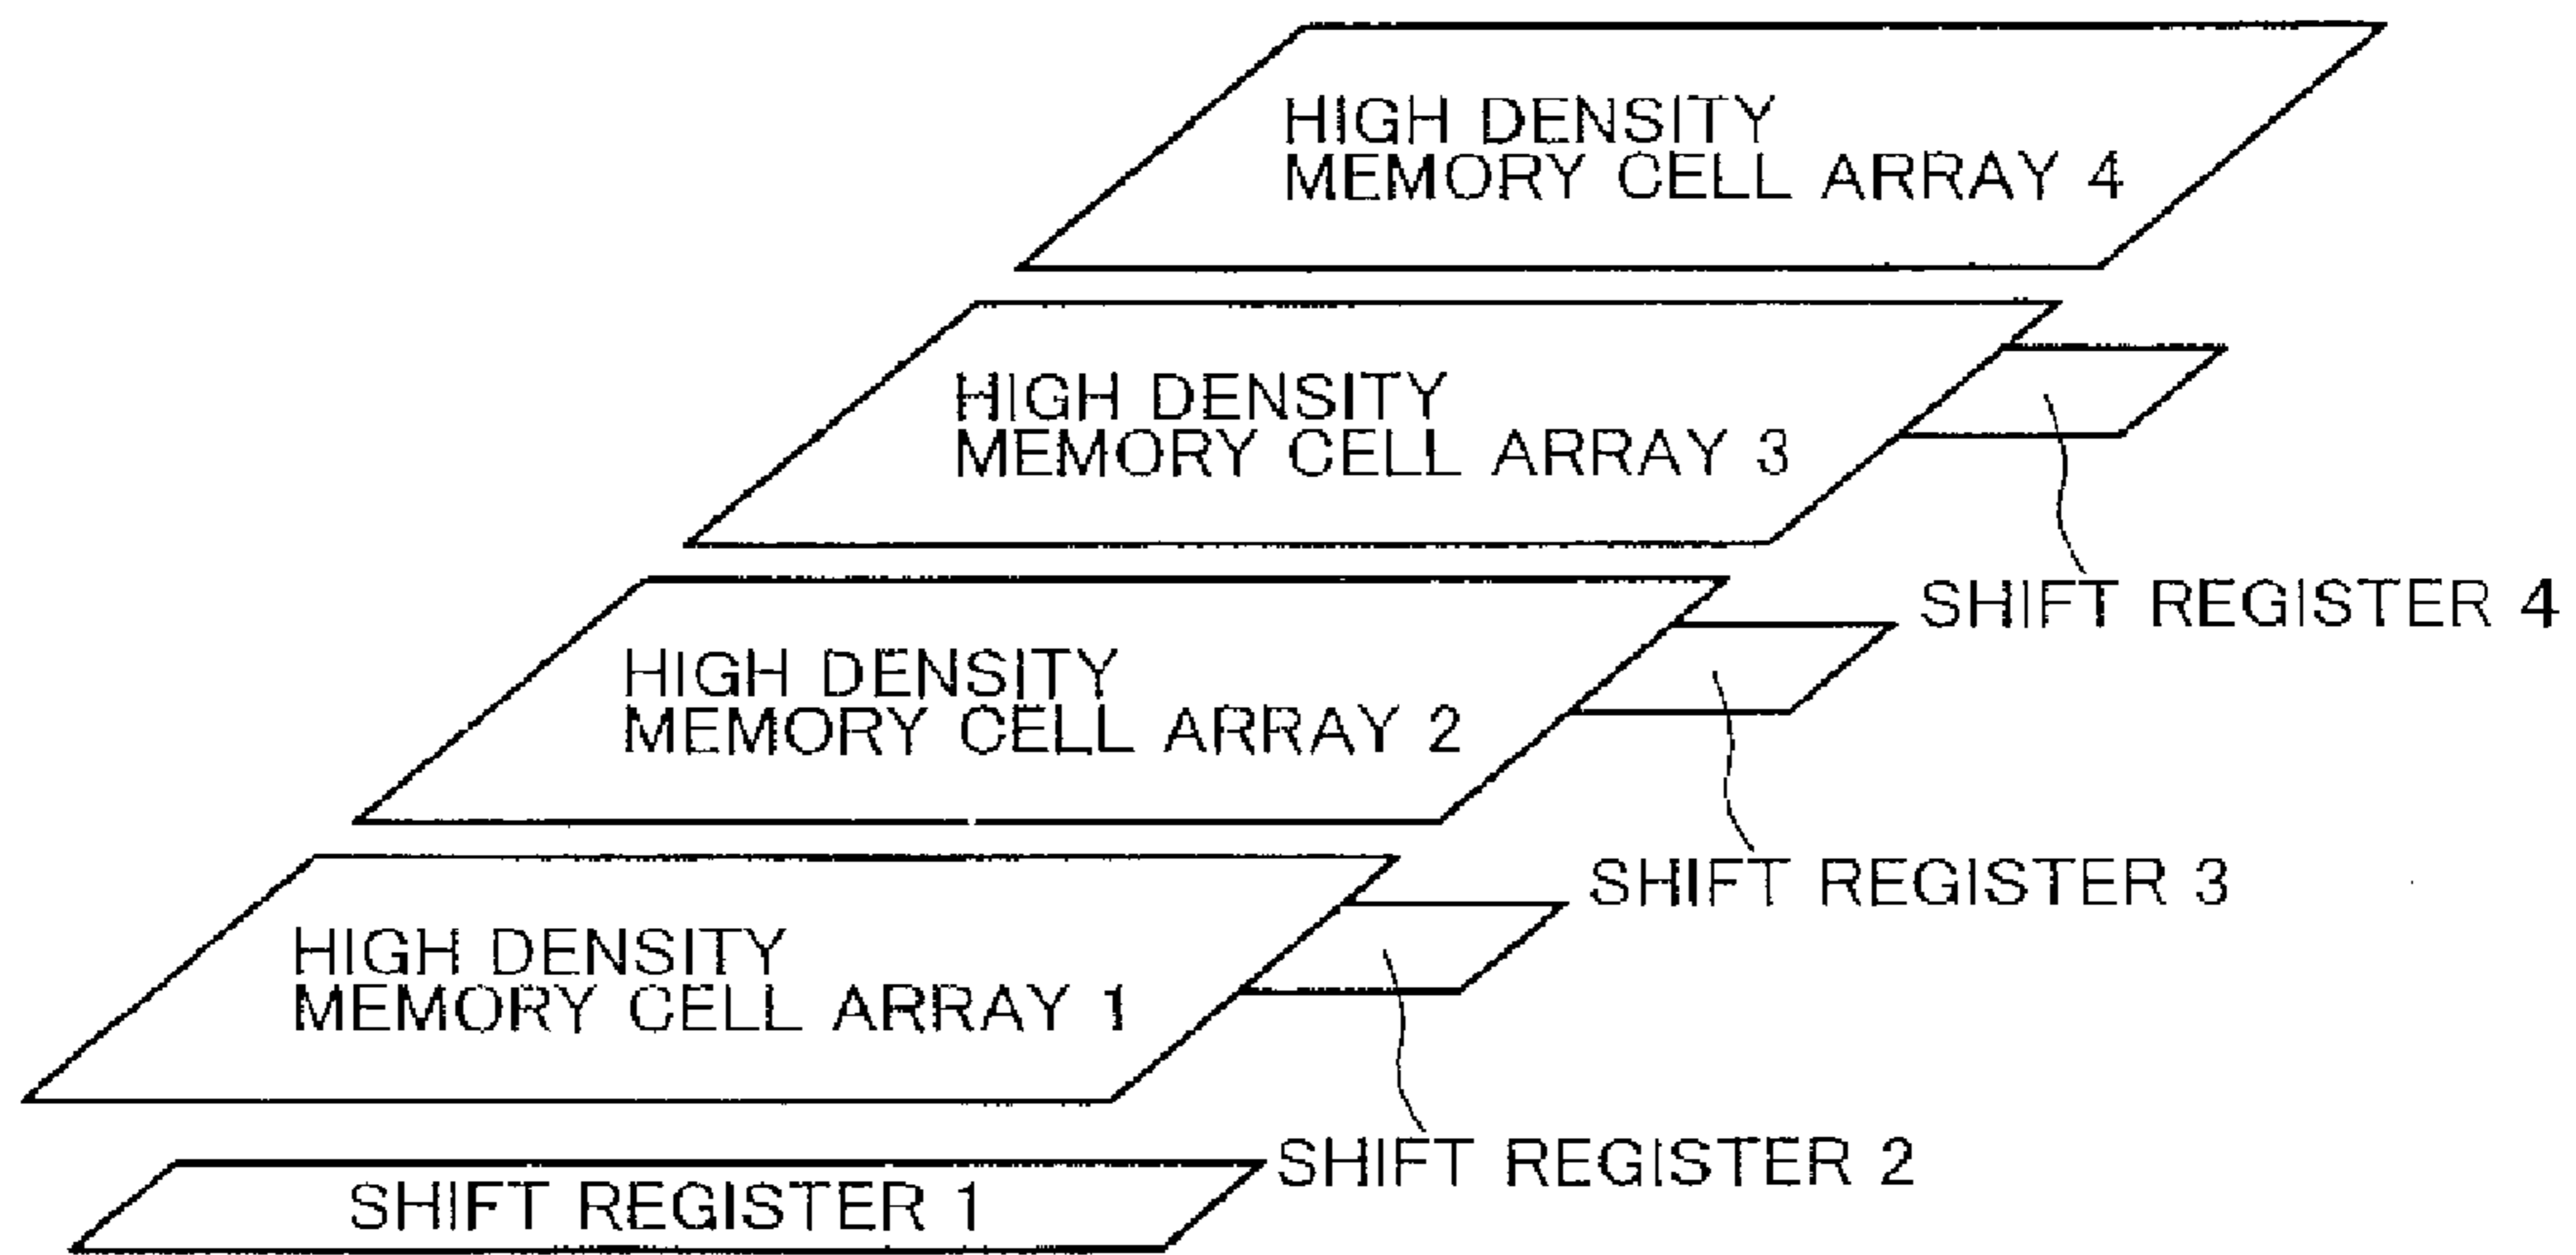 HIGH DENSITY
MEMORY CELL ARRAY 4
HIGH DENSITY
MEMORY CELL ARRAY 3
SHIFT REGISTER 4
HIGH DENSITY
MEMORY CELL ARRAY 2
SHIFT REGISTER 3
HIGH DENSITY
MEMORY CELL ARRAY 1
SHIFT REGISTER 2
SHIFT REGISTER 1